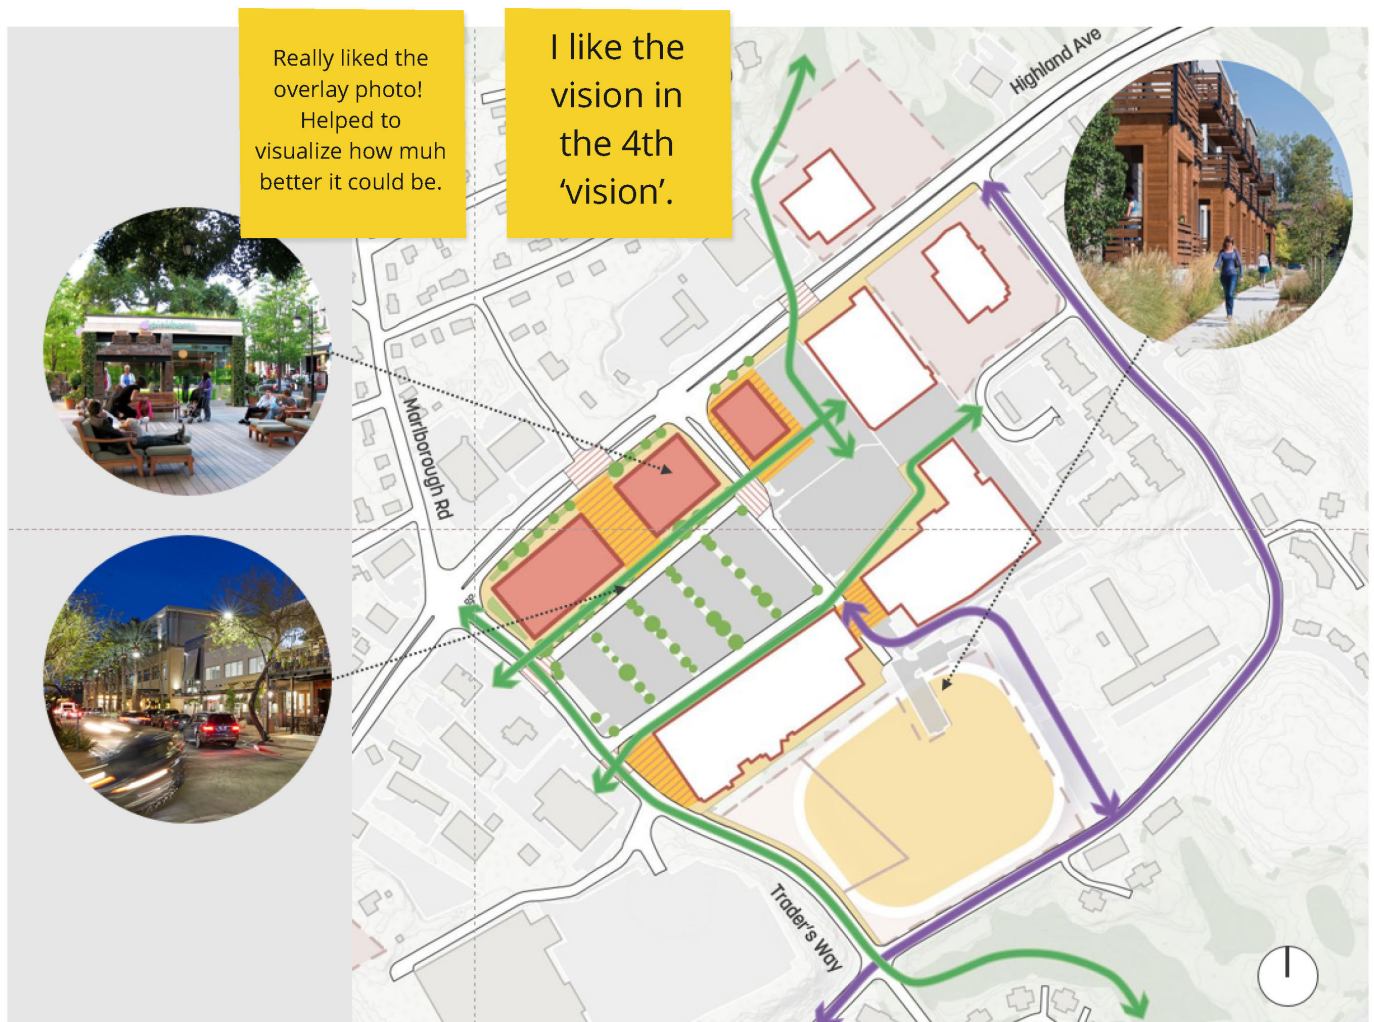 Really liked the
overlay photo!
Helped to
visualize how muh
better it could be.
I like the
vision in
the 4th
‘vision’.
Highland Ave
Marlborough Rd
Trader's Way